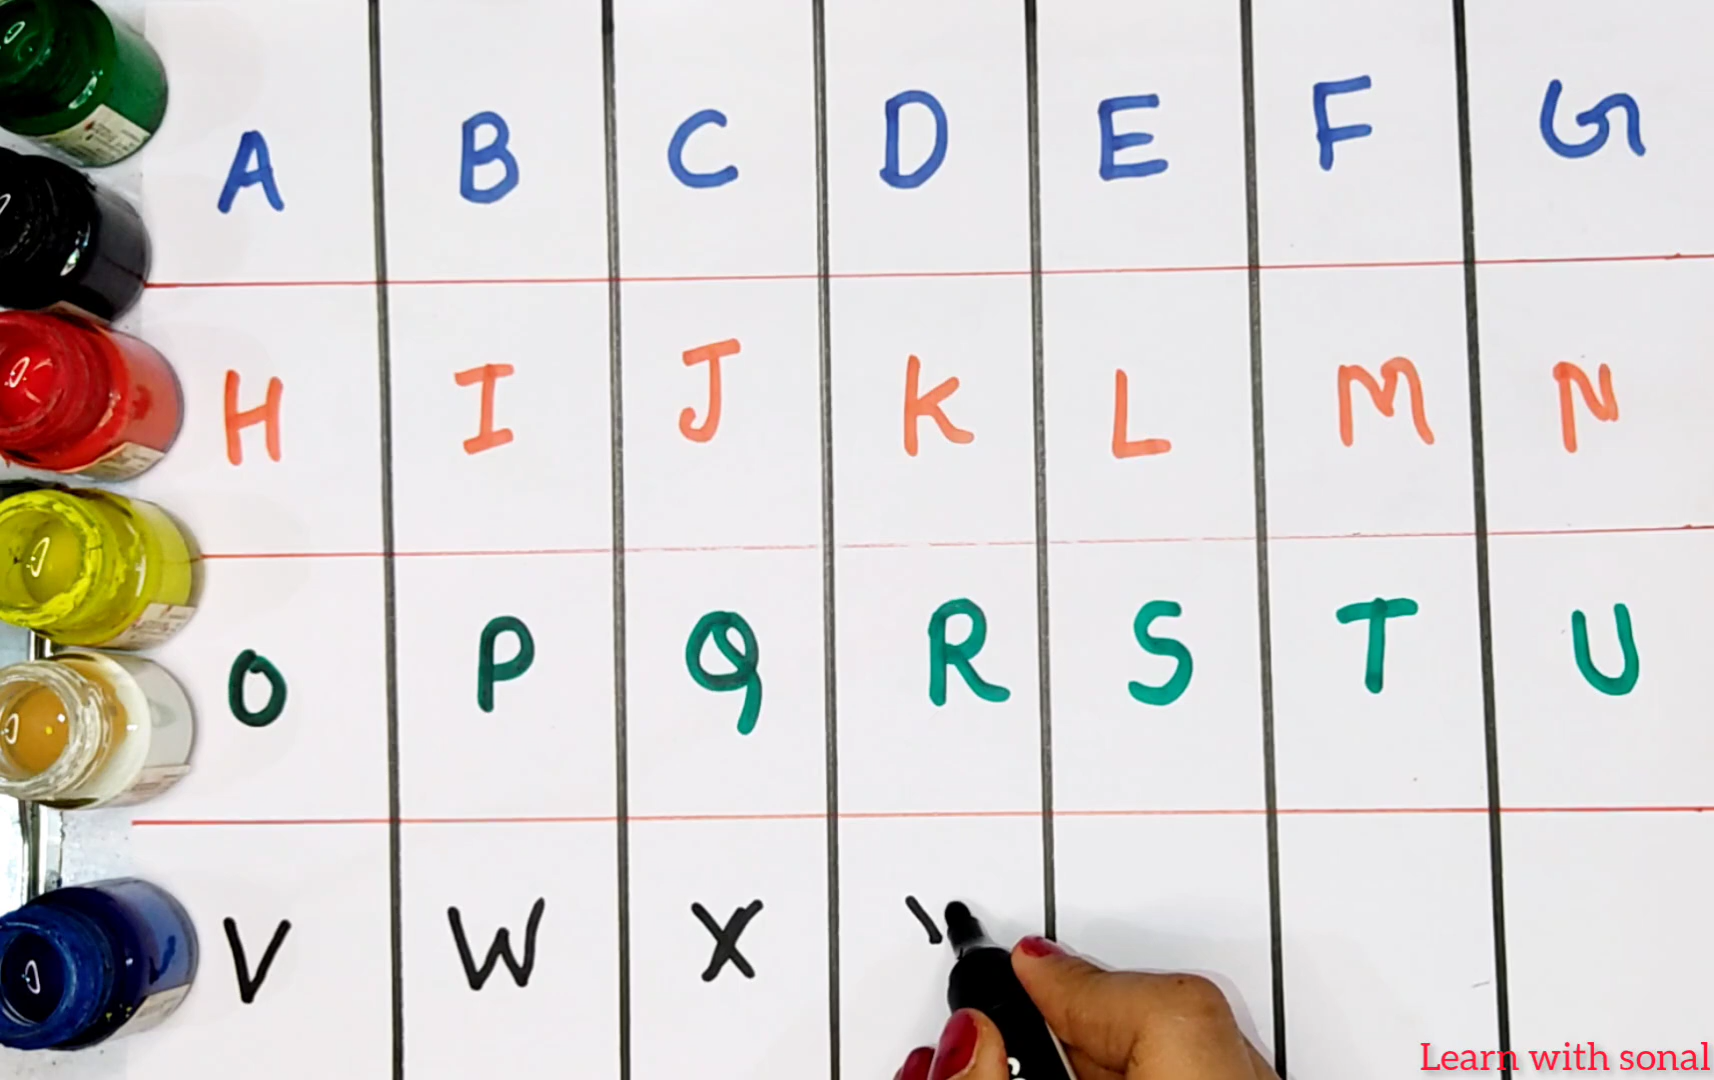 A B C D E F G
H I J K L M N
O P Q R S T U
V W X
Learn with sonal